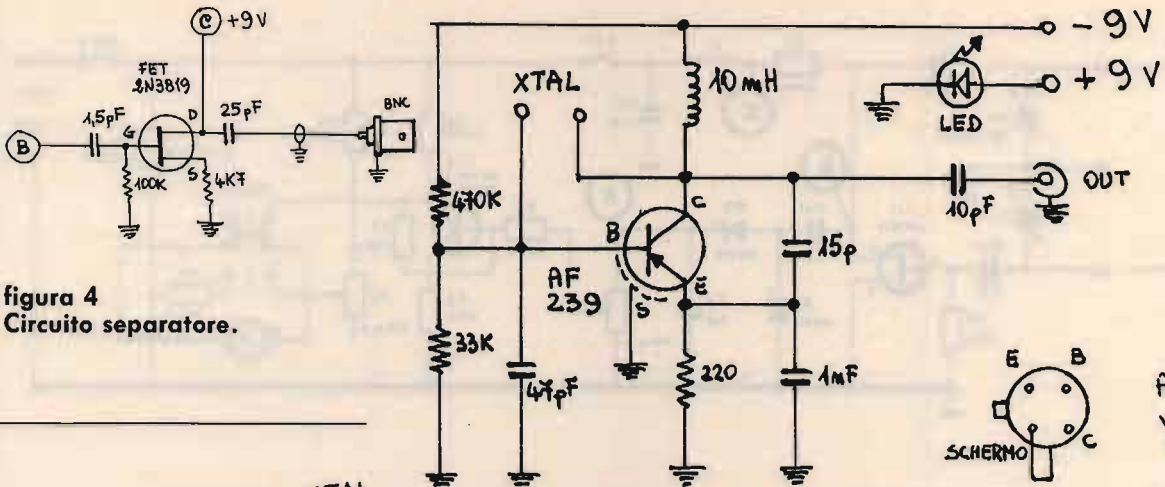 C +9V
FET
2N3819
1,5pF
G
D
25pF
BNC
B
100K
S
4K7
figura 4
Circuito separatore.
- 9V
+ 9V
LED
XTAL
10mH
470K
OUT
10pF
C
B
E
S
AF
239
15p
33K
47pF
220
1mF
E B
C
SCHERMO